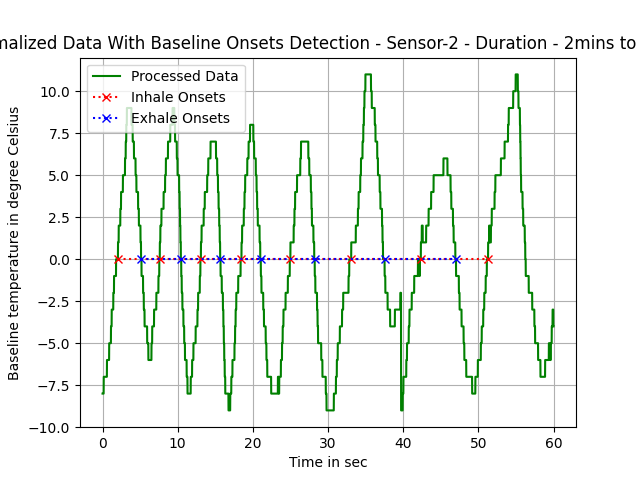 malized Data With Baseline Onsets Detection - Sensor-2 - Duration - 2mins to
Processed Data
Inhale Onsets
Exhale Onsets
Baseline temperature in degree Celsius
10.0
7.5
5.0
2.5
0.0
−2.5
−5.0
−7.5
−10.0
0 10 20 30 40 50 60
Time in sec